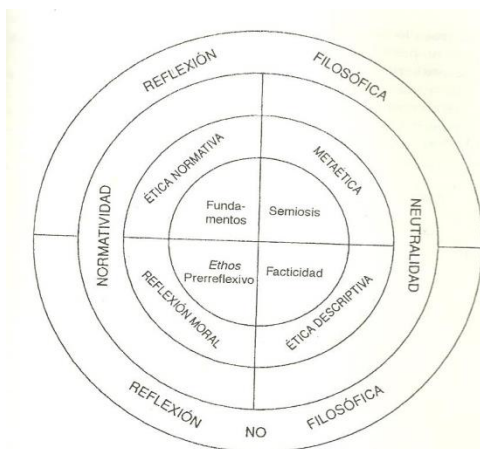 REFLEXIÓN FILOSÓFICA
ÉTICA NORMATIVA
METAÉTICA
NORMATIVIDAD
NEUTRALIDAD
Funda-
mentos
Semiosis
Ethos
Prerreflexivo
Facticidad
REFLEXIÓN MORAL
ÉTICA DESCRIPTIVA
REFLEXIÓN NO FILOSÓFICA